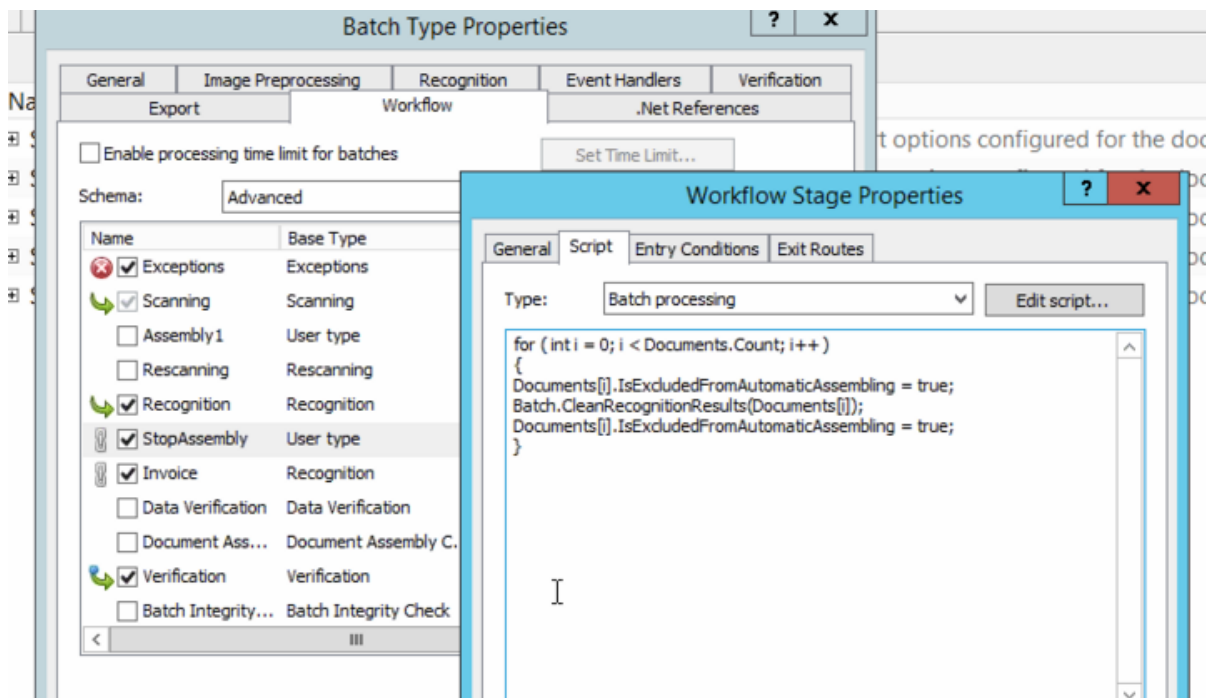 Batch Type Properties
? x
General Image Preprocessing Recognition Event Handlers Verification
Export Workflow .Net References
Na
Enable processing time limit for batches
Set Time Limit...
t options configured for the doc
Schema: Advanced
Name Base Type
Exceptions Exceptions
Scanning Scanning
Assembly1 User type
Rescanning Rescanning
Recognition Recognition
StopAssembly User type
Invoice Recognition
Data Verification Data Verification
Document Ass... Document Assembly C.
Verification Verification
Batch Integrity... Batch Integrity Check
Workflow Stage Properties
? x
General Script Entry Conditions Exit Routes
Type: Batch processing Edit script...
for ( int i = 0; i < Documents.Count; i++ )
{
Documents[i].IsExcludedFromAutomaticAssembling = true;
Batch.CleanRecognitionResults(Documents[i]);
Documents[i].IsExcludedFromAutomaticAssembling = true;
}